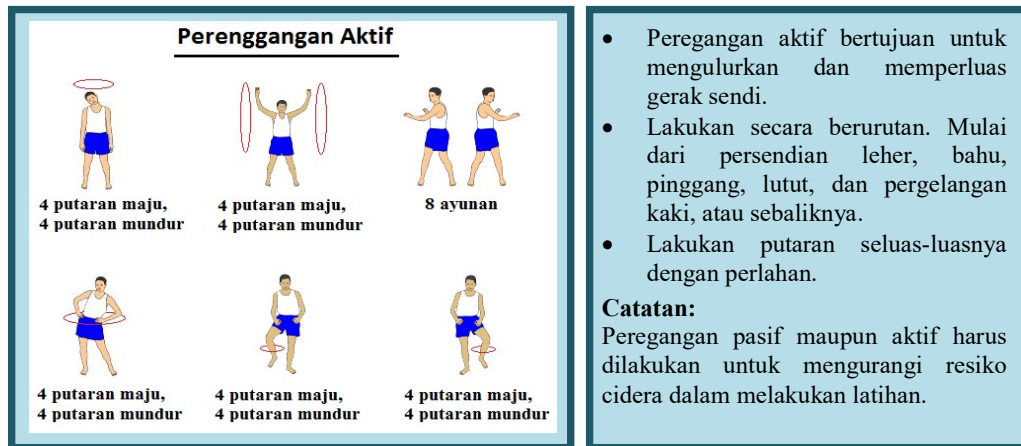 Perenggangan Aktif
4 putaran maju,
4 putaran mundur
4 putaran maju,
4 putaran mundur
8 ayunan
4 putaran maju,
4 putaran mundur
4 putaran maju,
4 putaran mundur
4 putaran maju,
4 putaran mundur
• Peregangan aktif bertujuan untuk
mengulurkan dan memperluas
gerak sendi.
• Lakukan secara berurutan. Mulai
dari persendian leher, bahu,
pinggang, lutut, dan pergelangan
kaki, atau sebaliknya.
• Lakukan putaran seluas-luasnya
dengan perlahan.
Catatan:
Peregangan pasif maupun aktif harus
dilakukan untuk mengurangi resiko
cidera dalam melakukan latihan.